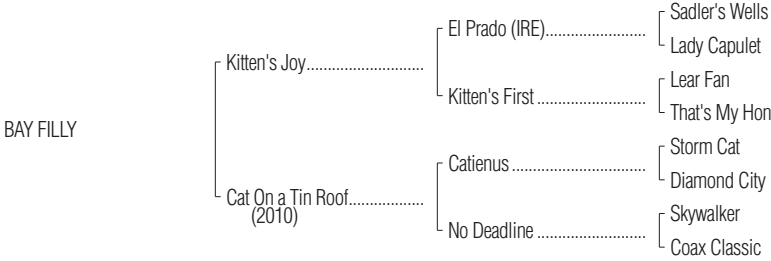 Sadler's Wells
El Prado (IRE)........................
Lady Capulet
Kitten's Joy............................
Lear Fan
Kitten's First ..........................
That's My Hon
BAY FILLY
Storm Cat
Catienus ................................
Diamond City
Cat On a Tin Roof..................
(2010)
Skywalker
No Deadline ..........................
Coax Classic